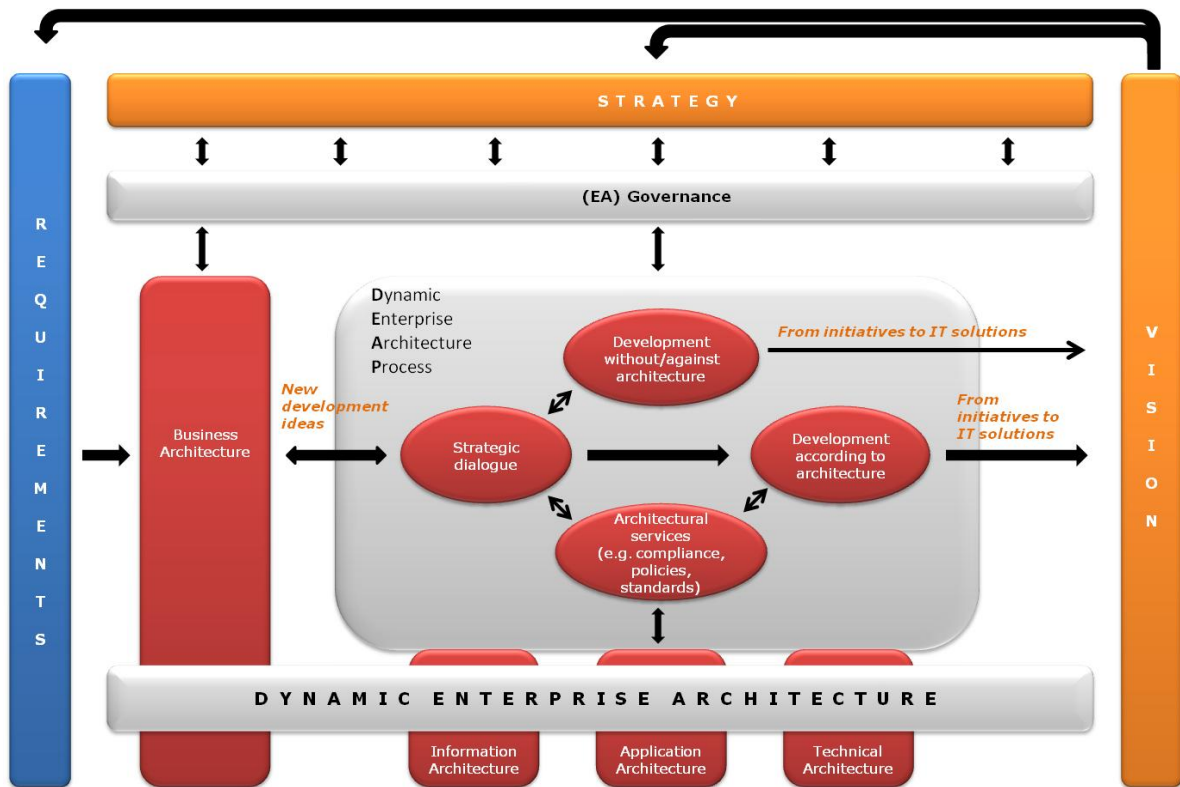 STRATEGY
(EA) Governance
REQUIREMENTS
VISION
Dynamic
Enterprise
Architecture
Process
Development
without/against
architecture
From initiatives to IT solutions
New
development
ideas
From
initiatives to
IT solutions
Business
Architecture
Strategic
dialogue
Development
according to
architecture
Architectural
services
(e.g. compliance,
policies,
standards)
DYNAMIC ENTERPRISE ARCHITECTURE
Information
Architecture
Application
Architecture
Technical
Architecture